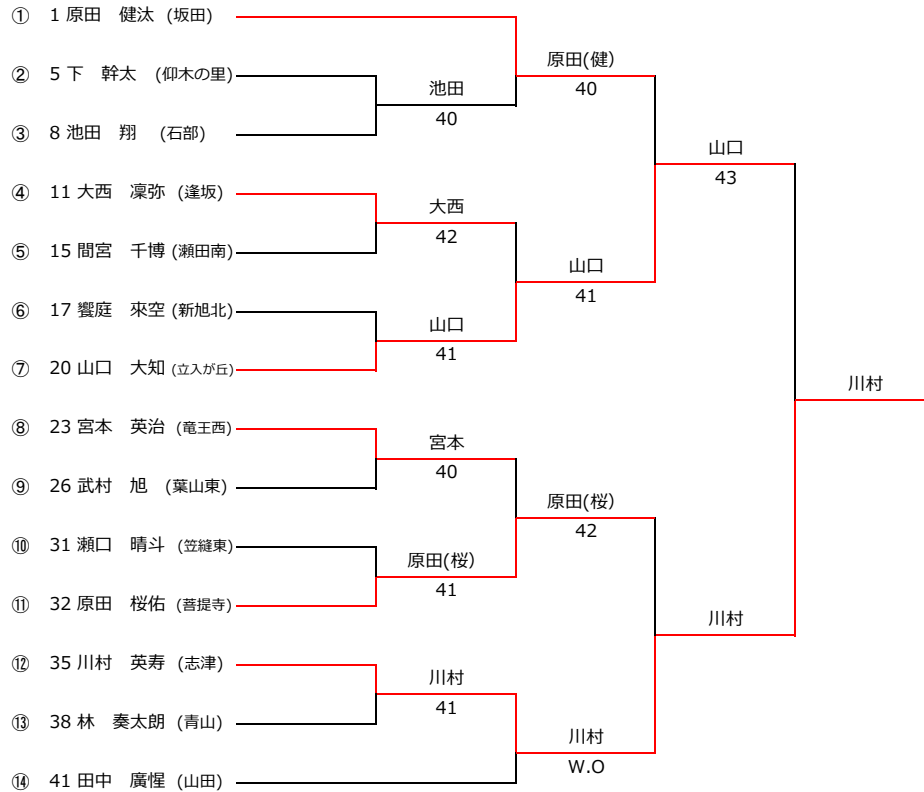 ① 1 原田 健汰 (坂田)
原田(健)
② 5 下 幹太 (仰木の里)
池田
40
40
③ 8 池田 翔 (石部)
山口
43
④ 11 大西 凜弥 (逢坂)
大西
42
⑤ 15 間宮 千博 (瀬田南)
山口
41
⑥ 17 饗庭 來空 (新旭北)
山口
41
⑦ 20 山口 大知 (立入が丘)
川村
⑧ 23 宮本 英治 (竜王西)
宮本
40
⑨ 26 武村 旭 (葉山東)
原田(桜)
42
⑩ 31 瀬口 晴斗 (笠縫東)
原田(桜)
41
⑪ 32 原田 桜佑 (菩提寺)
川村
⑫ 35 川村 英寿 (志津)
川村
41
⑬ 38 林 奏太朗 (青山)
川村
W.O
⑭ 41 田中 廣惺 (山田)